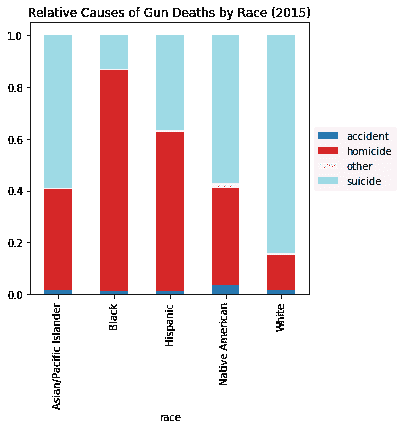 Relative Causes of Gun Deaths by Race (2015)
1.0
0.8
0.6
0.4
0.2
0.0
accident
homicide
other
suicide
Asian/Pacific Islander
Black
Hispanic
Native American
White
race